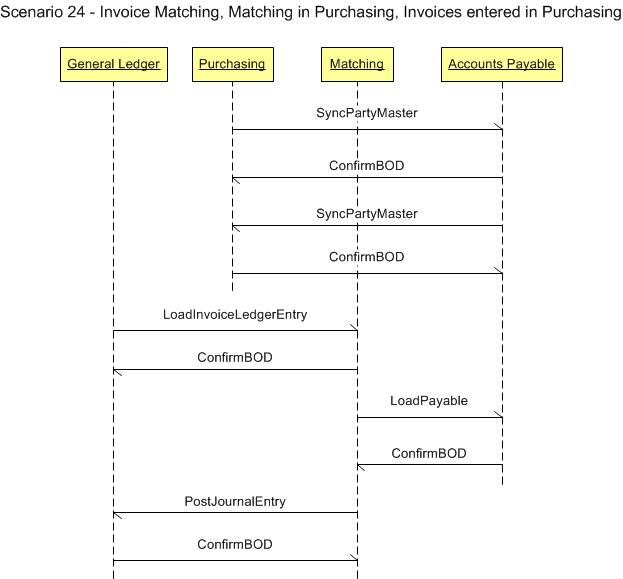 Scenario 24 - Invoice Matching, Matching in Purchasing, Invoices entered in Purchasing
General Ledger
Purchasing
Matching
Accounts Payable
SyncPartyMaster
ConfirmBOD
SyncPartyMaster
ConfirmBOD
LoadInvoiceLedgerEntry
ConfirmBOD
LoadPayable
ConfirmBOD
PostJournalEntry
ConfirmBOD